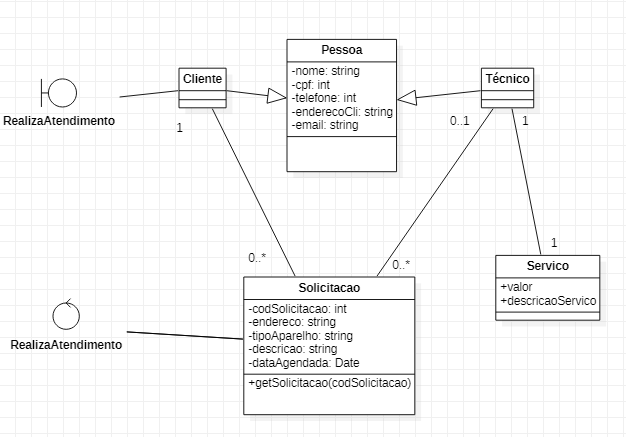 Pessoa
-nome: string
-cpf: int
-telefone: int
-enderecoCli: string
-email: string
Cliente
Técnico
RealizaAtendimento
1
0..1
1
0..*
0..*
1
Servico
+valor
+descricaoServico
Solicitacao
-codSolicitacao: int
-endereco: string
-tipoAparelho: string
-descricao: string
-dataAgendada: Date
+getSolicitacao(codSolicitacao)
RealizaAtendimento